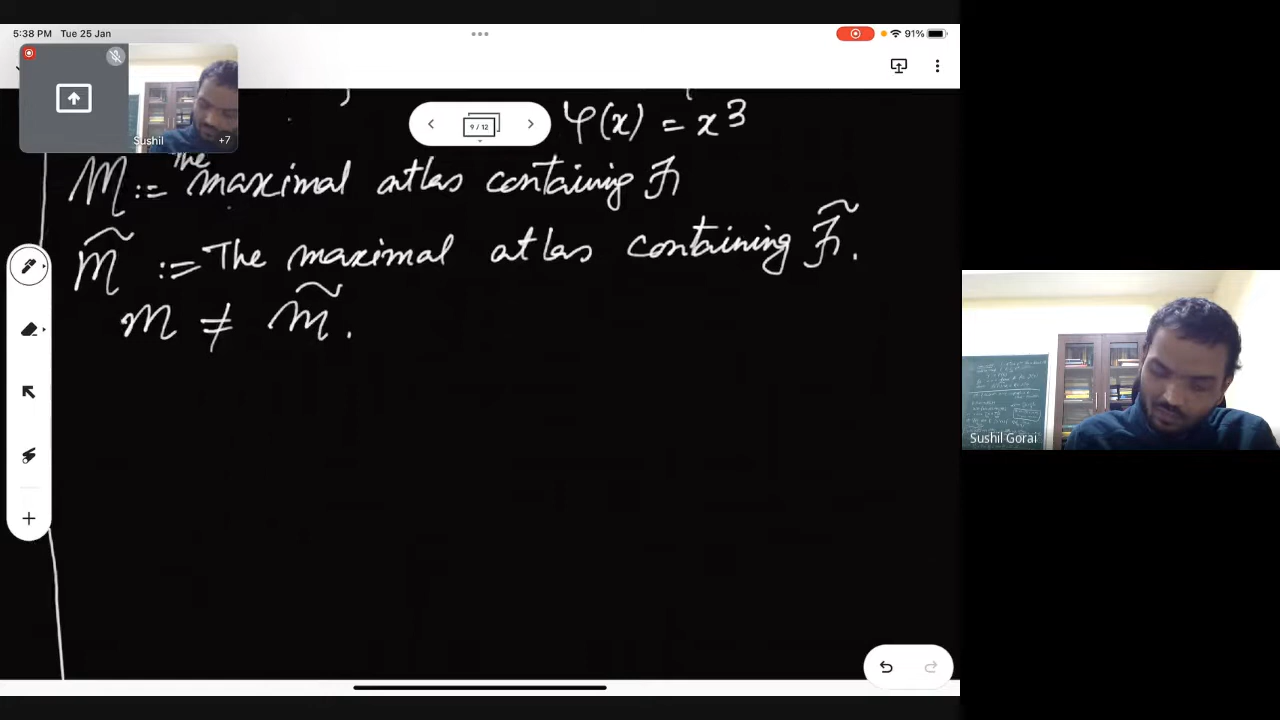 5:38 PM Tue 25 Jan
91%
Sushil
+7
9 / 12
φ(x) = x3
M := The maximal atlas containing F
M̃ := The maximal atlas containing F̃.
M ≠ M̃.
Sushil Gorai